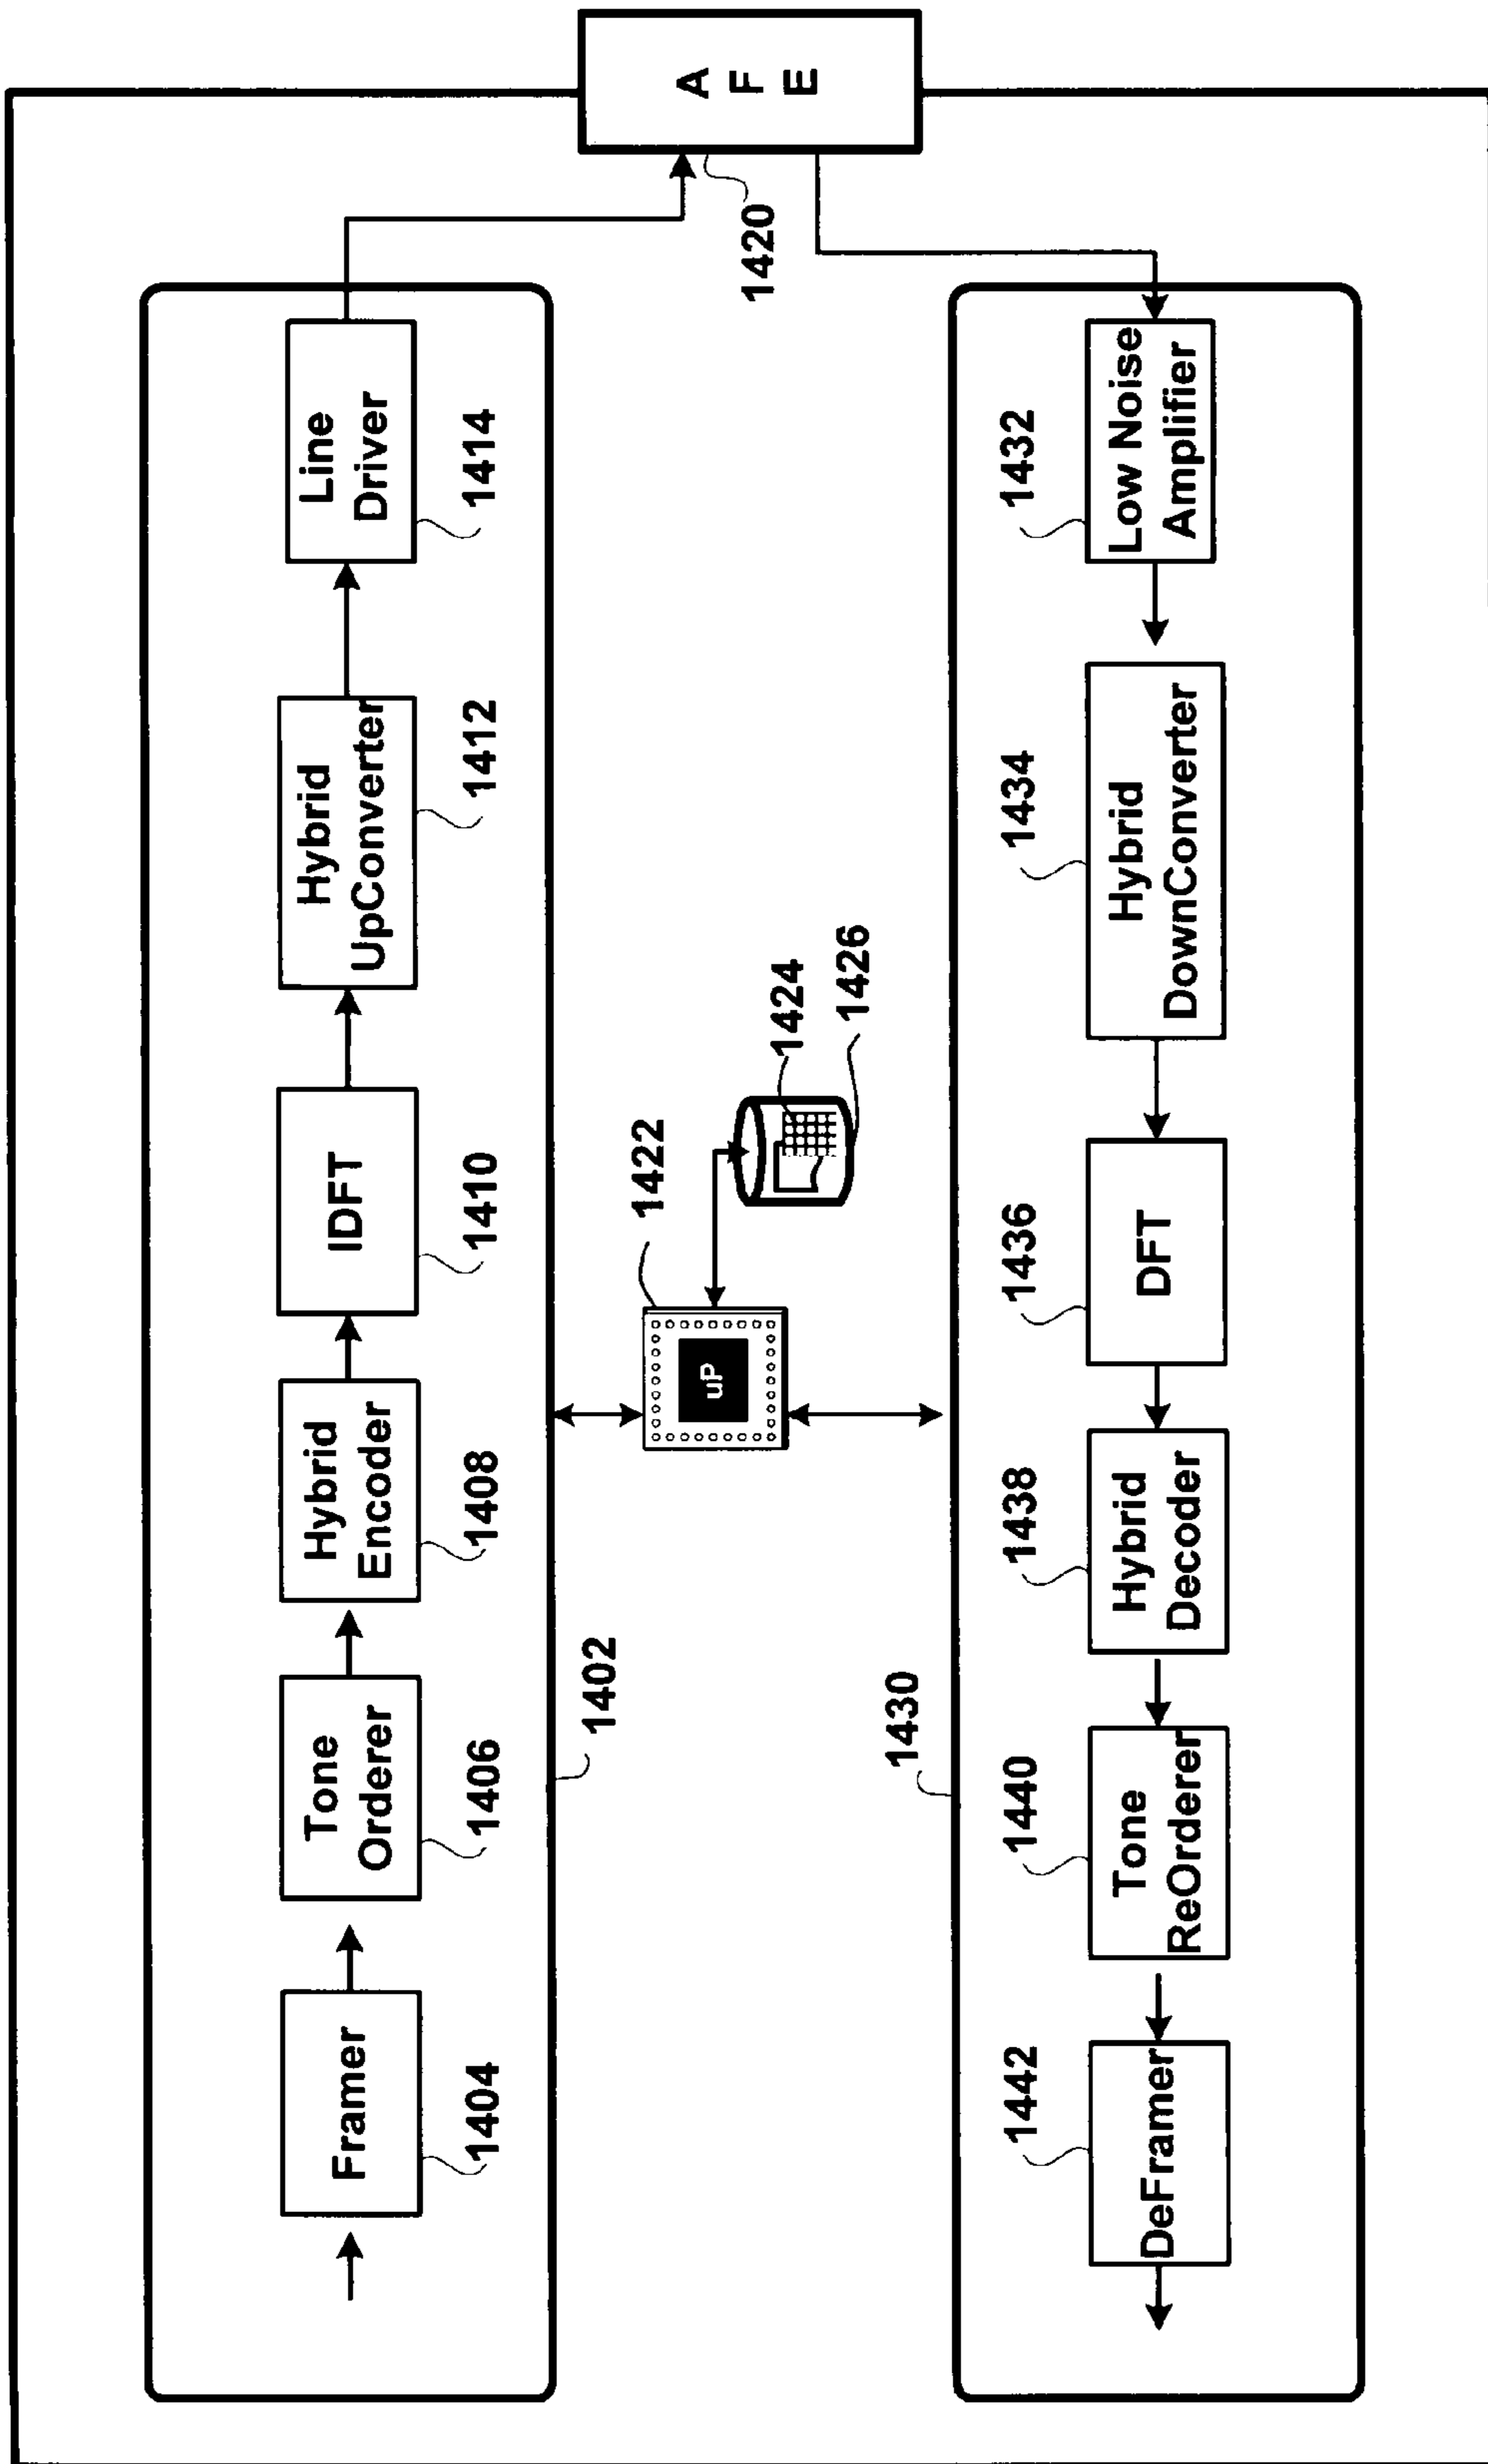 Framer
1404
Tone
Orderer
1406
Hybrid
Encoder
1408
IDFT
1410
Hybrid
UpConverter
1412
Line
Driver
1414
1402
A
F
E
1420
uP
1422
1424
1426
1430
1442
DeFramer
1440
Tone
ReOrderer
1438
Hybrid
Decoder
1436
DFT
1434
Hybrid
DownConverter
1432
Low Noise
Amplifier